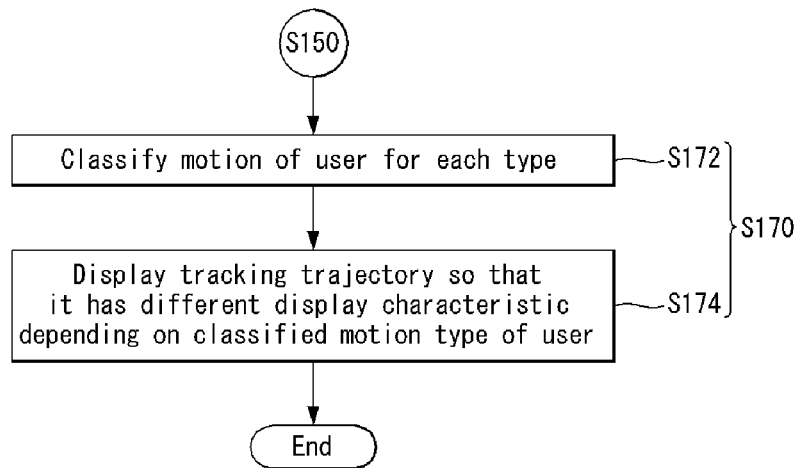 S150
Classify motion of user for each type
S172
S170
Display tracking trajectory so that
it has different display characteristic
depending on classified motion type of user
S174
End